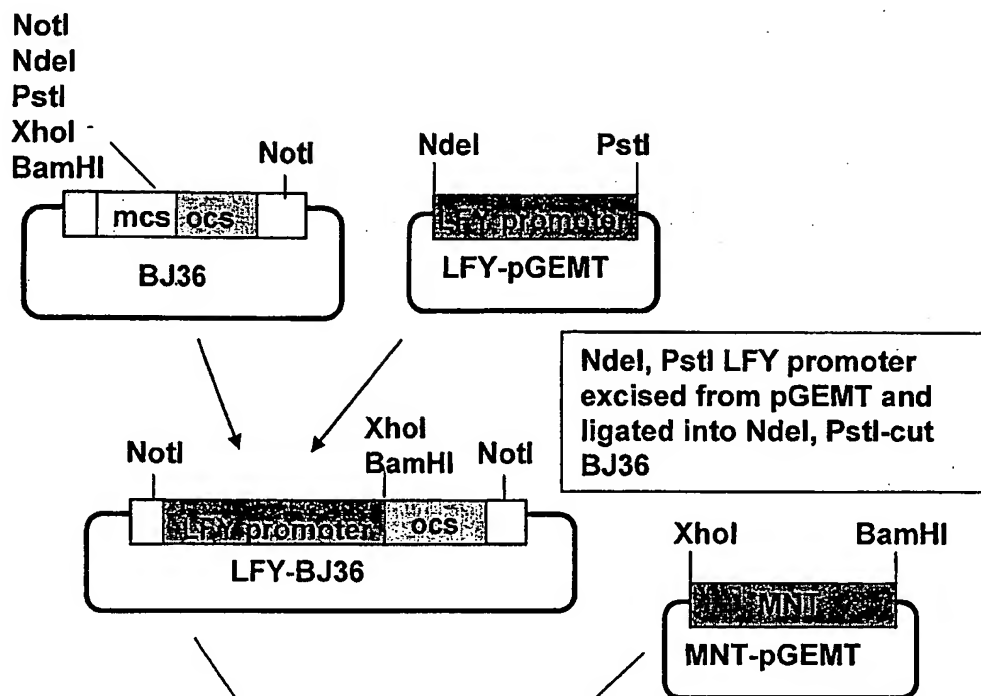 NotI
NdeI
PstI
XhoI
BamHI
NotI
mcs ocs
BJ36
NdeI PstI
LFY promoter
LFY-pGEMT
NdeI, PstI LFY promoter
excised from pGEMT and
ligated into NdeI, PstI-cut
BJ36
NotI
XhoI
BamHI
NotI
LFY promoter ocs
LFY-BJ36
XhoI BamHI
MNT
MNT-pGEMT